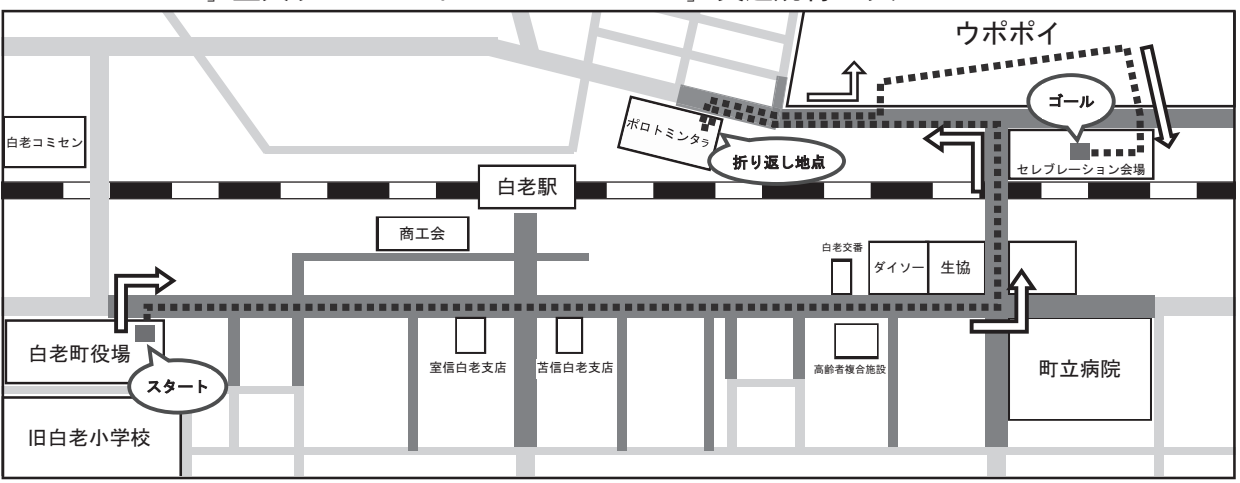 ウポポイ
ゴール
白老コミセン
ポロトミンタラ
折り返し地点
セレブレーション会場
白老駅
商工会
白老交番
ダイソー
生協
白老町役場
スタート
室信白老支店
苫信白老支店
高齢者複合施設
町立病院
旧白老小学校